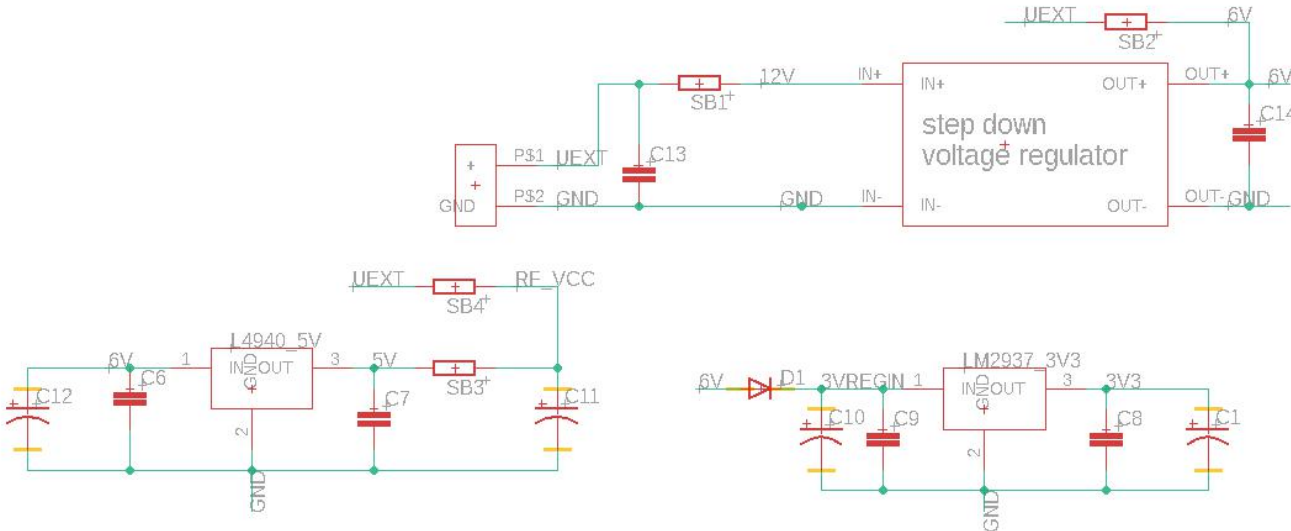 UEXT
SB2
6V
SB1
12V
IN+
IN+
step down
voltage regulator
OUT+
OUT+
6V
C14
+
GND
P$1
UEXT
P$2
GND
C13
GND
IN-
IN-
OUT-
OUT-
GND
UEXT
SB4
RF_VCC
L4940_5V
6V
1
IN
GND
OUT
3
5V
SB3
C12
C6
C7
C11
2
GND
6V
D1
3VREGIN
1
LM2937_3V3
IN
GND
OUT
3
3V3
C10
C9
C8
C1
2
GND